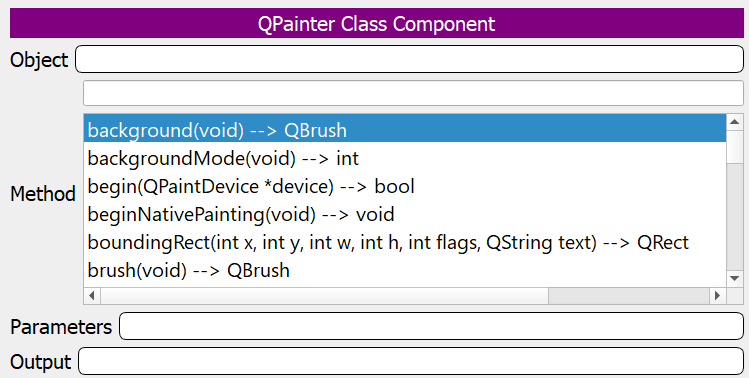 QPainter Class Component
Object
background(void) --> QBrush
backgroundMode(void) --> int
begin(QPaintDevice *device) --> bool
Method
beginNativePainting(void) --> void
boundingRect(int x, int y, int w, int h, int flags, QString text) --> QRect
brush(void) --> QBrush
Parameters
Output